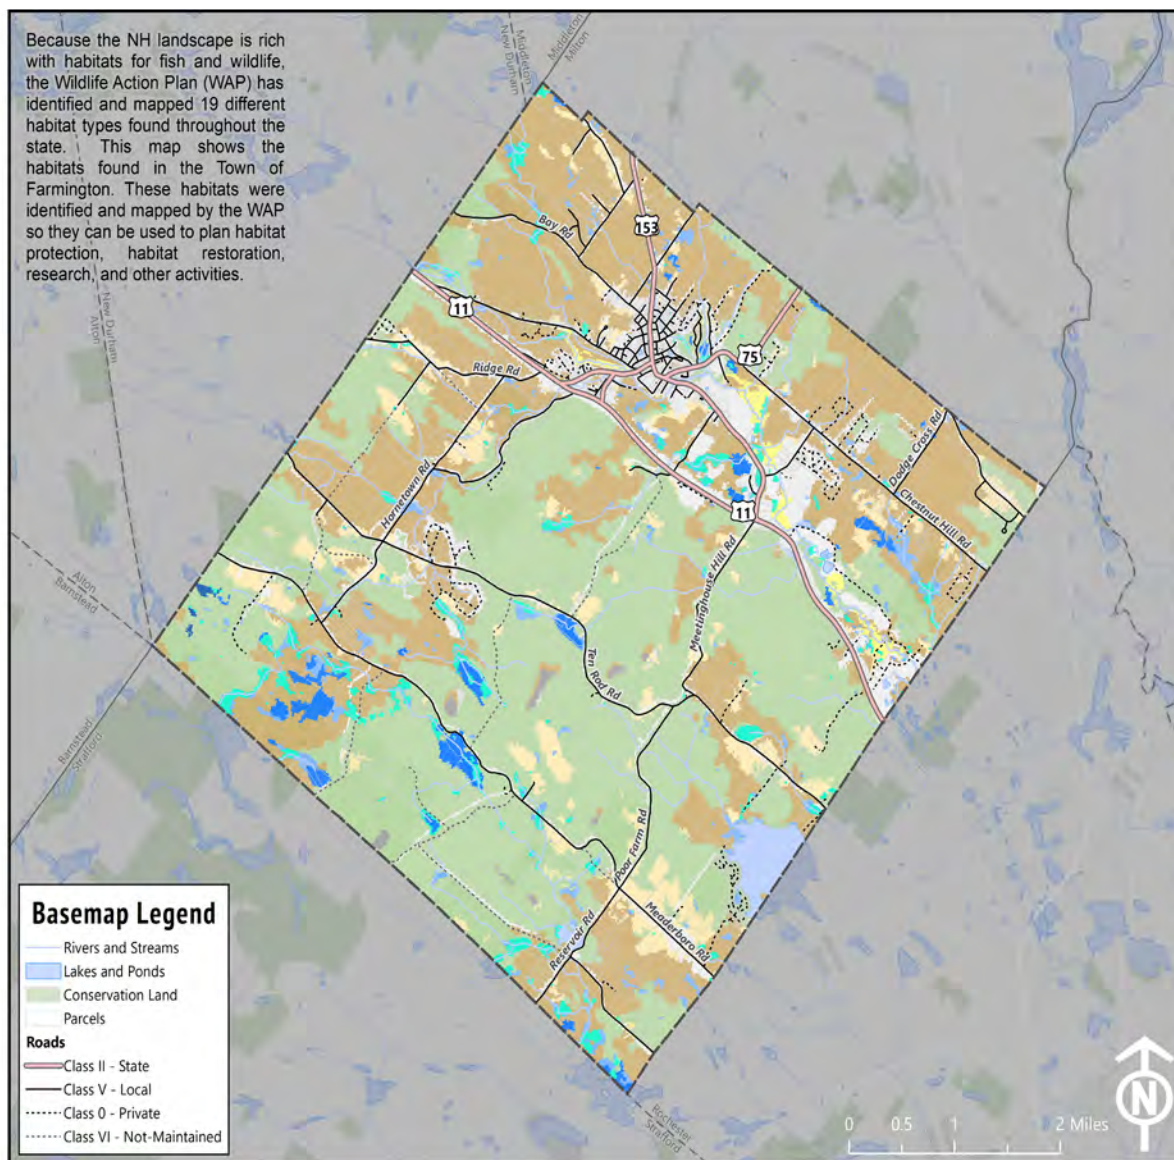 Because the NH landscape is rich
with habitats for fish and wildlife,
the Wildlife Action Plan (WAP) has
identified and mapped 19 different
habitat types found throughout the
state. This map shows the
habitats found in the Town of
Farmington. These habitats were
identified and mapped by the WAP
so they can be used to plan habitat
protection, habitat restoration,
research, and other activities.
Middleton
New Durham
Middleton
Milton
New Durham
Alton
Bay Rd
153
11
75
Ridge Rd
Hornetown Rd
Dodge Cross Rd
Chestnut Hill Rd
11
Meetinghouse Hill Rd
Alton
Barnstead
Ten Rod Rd
Barnstead
Strafford
Poor Farm Rd
Reservoir Rd
Meaderboro Rd
Rochester
Strafford
Basemap Legend
Rivers and Streams
Lakes and Ponds
Conservation Land
Parcels
Roads
Class II - State
Class V - Local
Class 0 - Private
Class VI - Not-Maintained
0 0.5 1 2 Miles
N